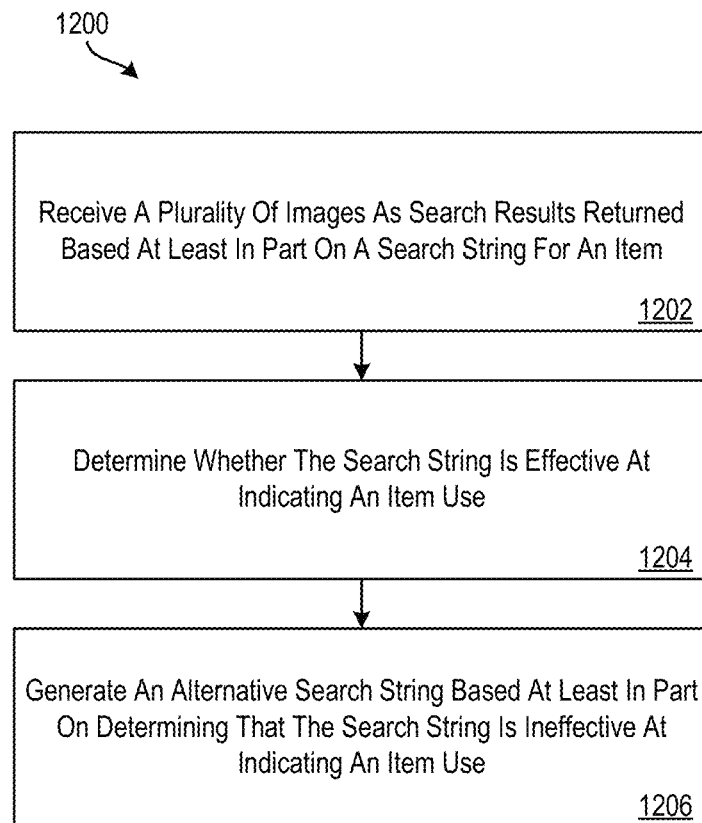 1200
Receive A Plurality Of Images As Search Results Returned
Based At Least In Part On A Search String For An Item
1202
Determine Whether The Search String Is Effective At
Indicating An Item Use
1204
Generate An Alternative Search String Based At Least In Part
On Determining That The Search String Is Ineffective At
Indicating An Item Use
1206